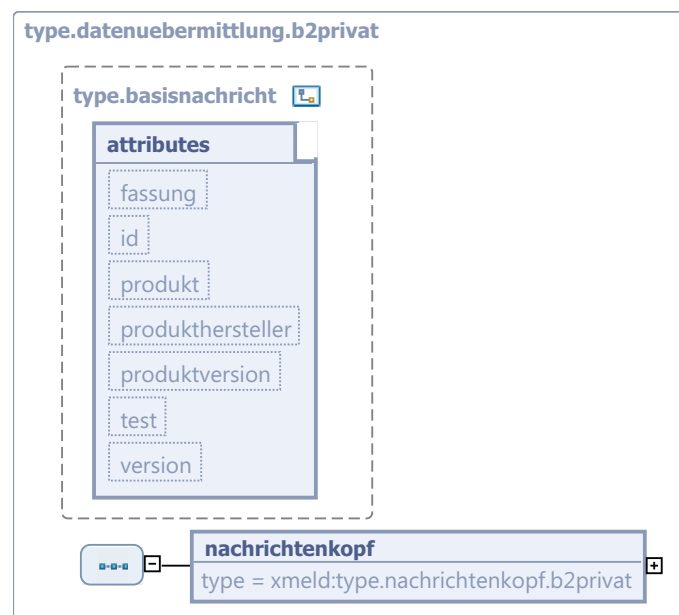 type.datenuebermittlung.b2privat
type.basisnachricht
attributes
fassung
id
produkt
produkthersteller
produktversion
test
version
nachrichtenkopf
type = xmeld:type.nachrichtenkopf.b2privat